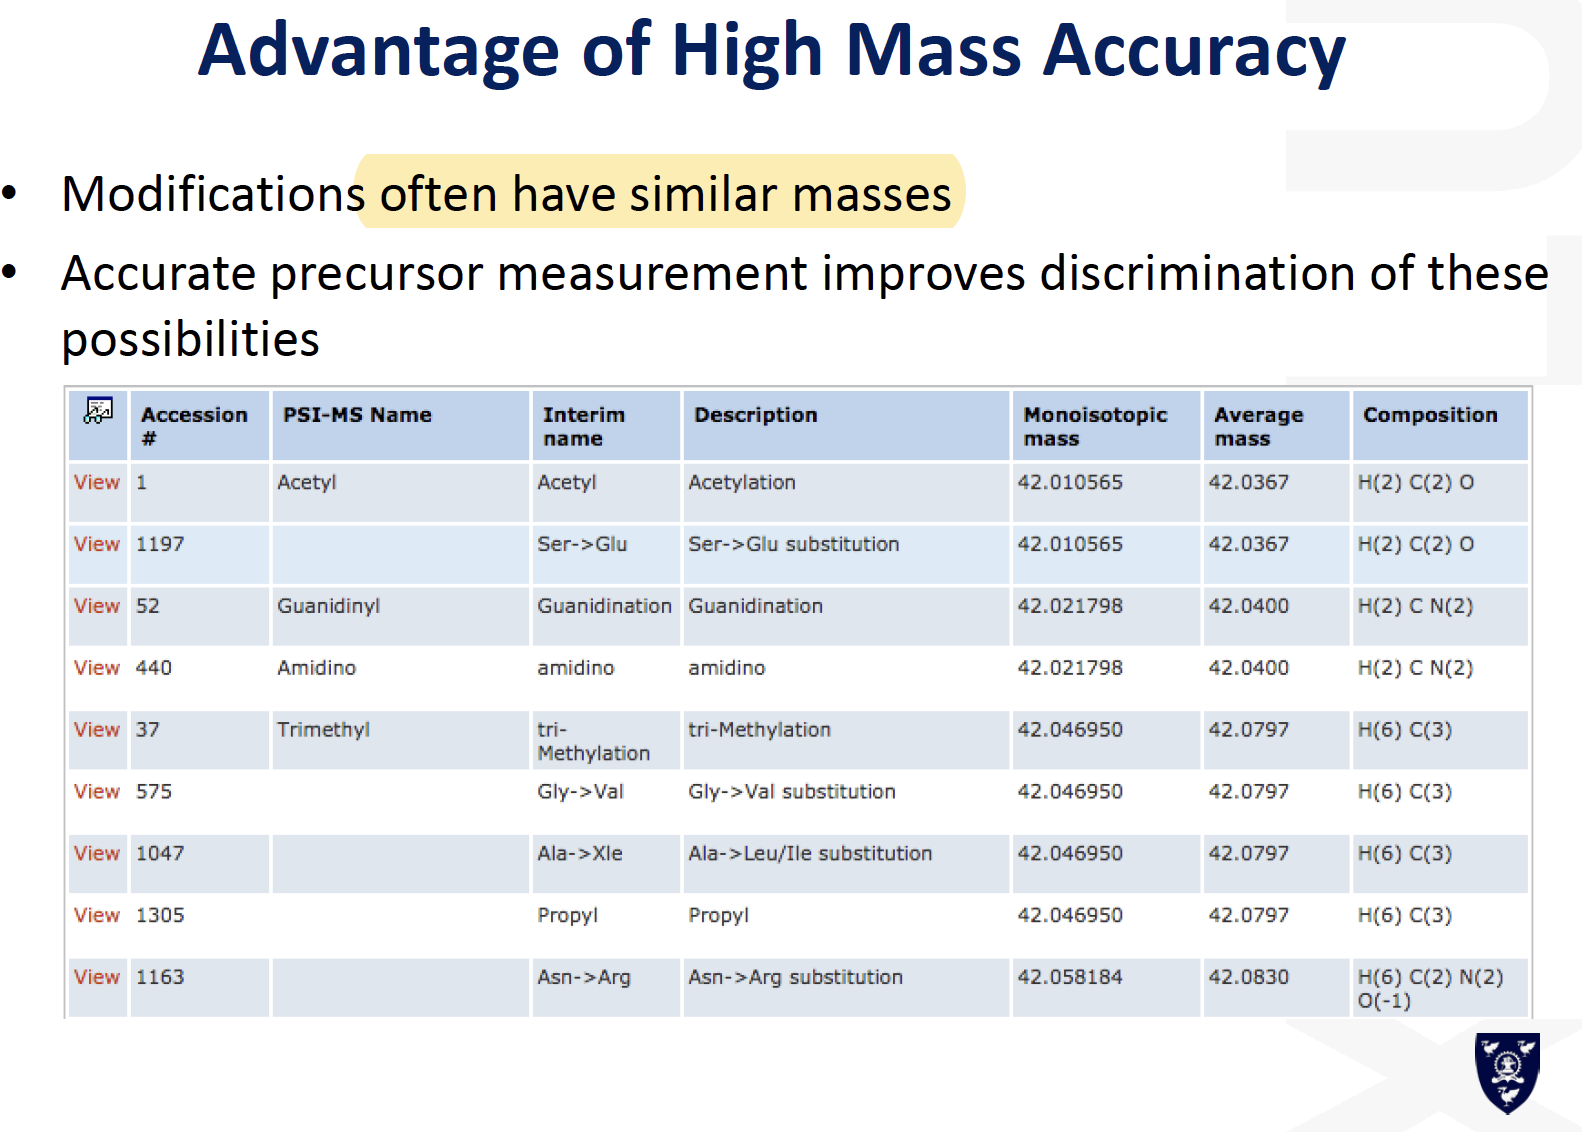 Advantage of High Mass Accuracy
• Modifications often have similar masses
• Accurate precursor measurement improves discrimination of these
possibilities
Accession # PSI-MS Name Interim name Description Monoisotopic mass Average mass Composition
View 1 Acetyl Acetyl Acetylation 42.010565 42.0367 H(2) C(2) O
View 1197 Ser->Glu Ser->Glu substitution 42.010565 42.0367 H(2) C(2) O
View 52 Guanidinyl Guanidination Guanidination 42.021798 42.0400 H(2) C N(2)
View 440 Amidino amidino amidino 42.021798 42.0400 H(2) C N(2)
View 37 Trimethyl tri-Methylation tri-Methylation 42.046950 42.0797 H(6) C(3)
View 575 Gly->Val Gly->Val substitution 42.046950 42.0797 H(6) C(3)
View 1047 Ala->Xle Ala->Leu/Ile substitution 42.046950 42.0797 H(6) C(3)
View 1305 Propyl Propyl 42.046950 42.0797 H(6) C(3)
View 1163 Asn->Arg Asn->Arg substitution 42.058184 42.0830 H(6) C(2) N(2) O(-1)